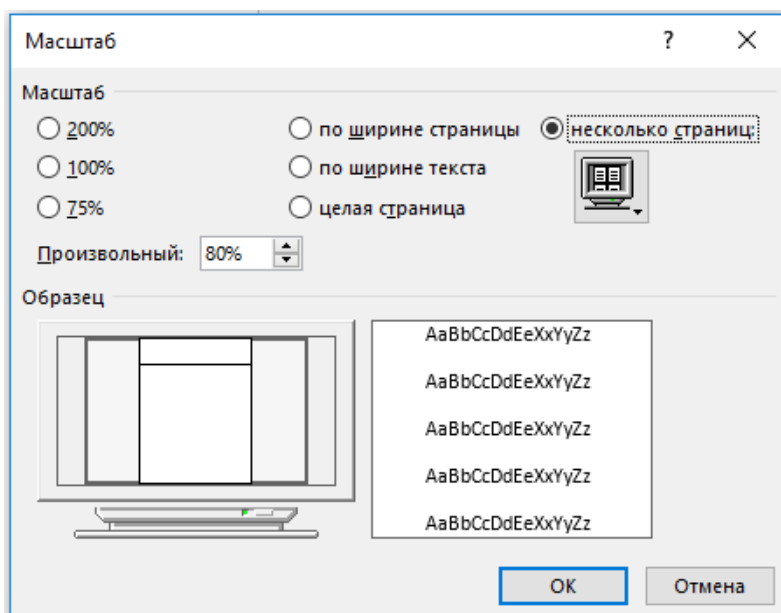 Масштаб ?
Масштаб
200% по ширине страницы несколько страниц:
100% по ширине текста
75% целая страница
Произвольный: 80%
Образец
AaBbCcDdEeXxYyZz
AaBbCcDdEeXxYyZz
AaBbCcDdEeXxYyZz
AaBbCcDdEeXxYyZz
AaBbCcDdEeXxYyZz
ОК Отмена